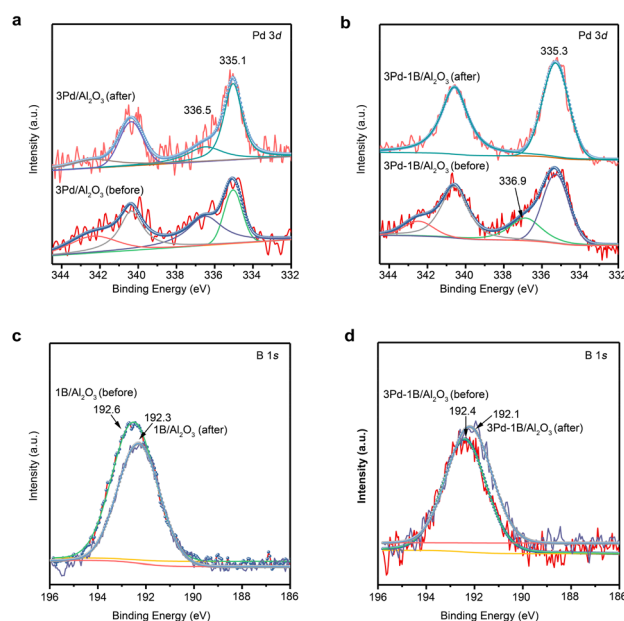 a
Pd 3d
335.1
336.5
3Pd/Al₂O₃ (after)
3Pd/Al₂O₃ (before)
Intensity (a.u.)
344 342 340 338 336 334 332
Binding Energy (eV)
b
Pd 3d
335.3
3Pd-1B/Al₂O₃ (after)
3Pd-1B/Al₂O₃ (before)
336.9
Intensity (a.u.)
344 342 340 338 336 334 332
Binding Energy (eV)
c
B 1s
1B/Al₂O₃ (before)
192.6
192.3
1B/Al₂O₃ (after)
Intensity (a.u.)
196 194 192 190 188 186
Binding Energy (eV)
d
B 1s
3Pd-1B/Al₂O₃ (before)
192.4
192.1
3Pd-1B/Al₂O₃ (after)
Intensity (a.u.)
196 194 192 190 188 186
Binding Energy (eV)